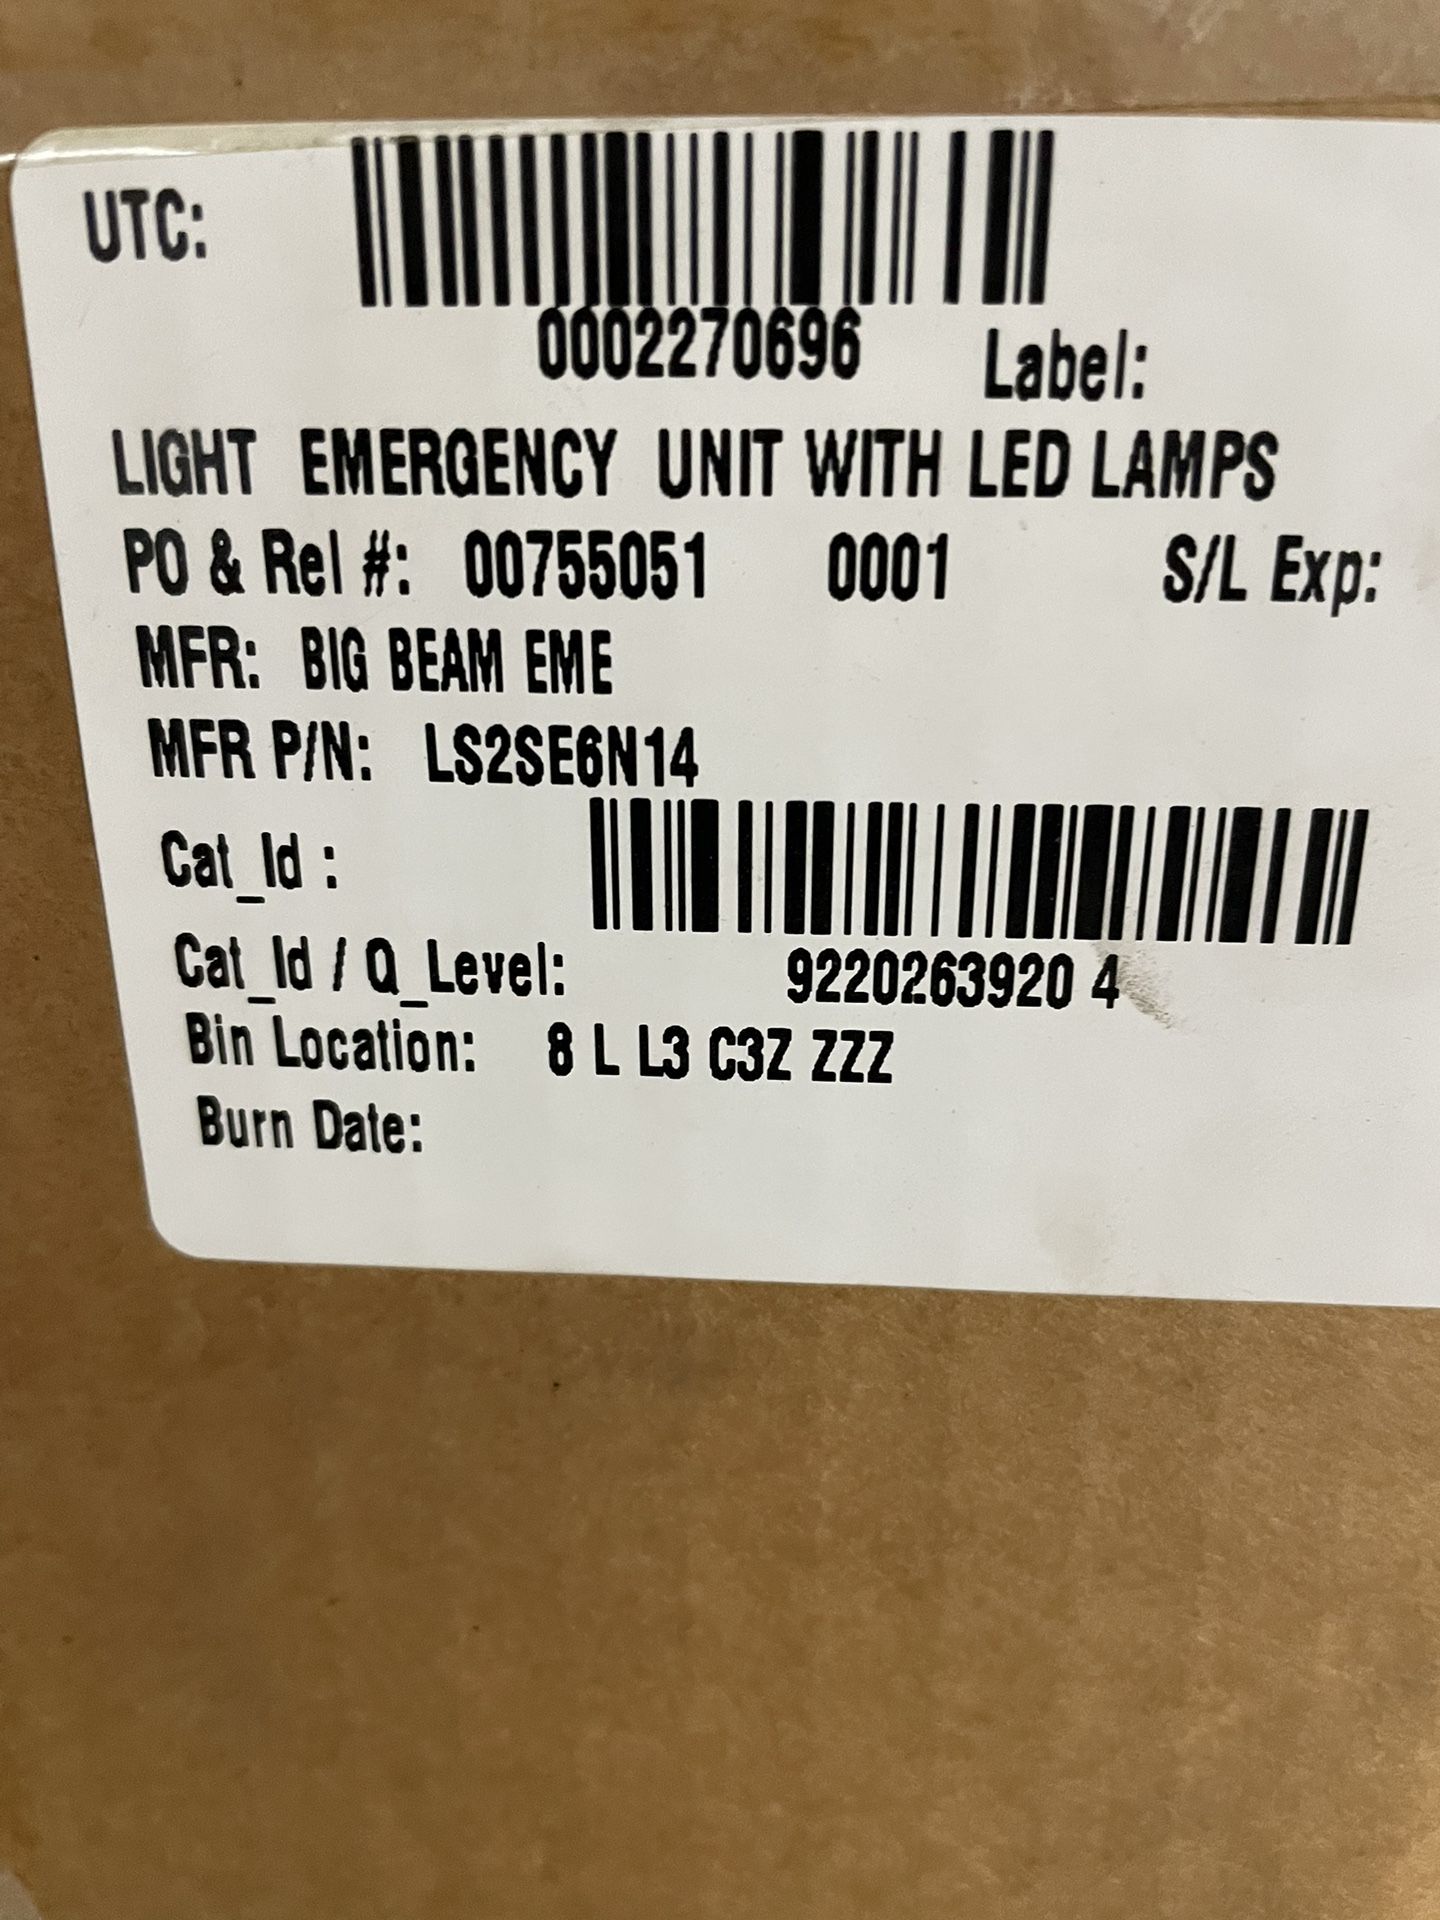 UTC:
0002270696
Label:
LIGHT EMERGENCY UNIT WITH LED LAMPS
PO & Rel #: 00755051 0001 S/L Exp:
MFR: BIG BEAM EME
MFR P/N: LS2SE6N14
Cat_Id :
Cat_Id / Q_Level: 9220263920 4
Bin Location: 8 L L3 C3Z ZZZ
Burn Date: